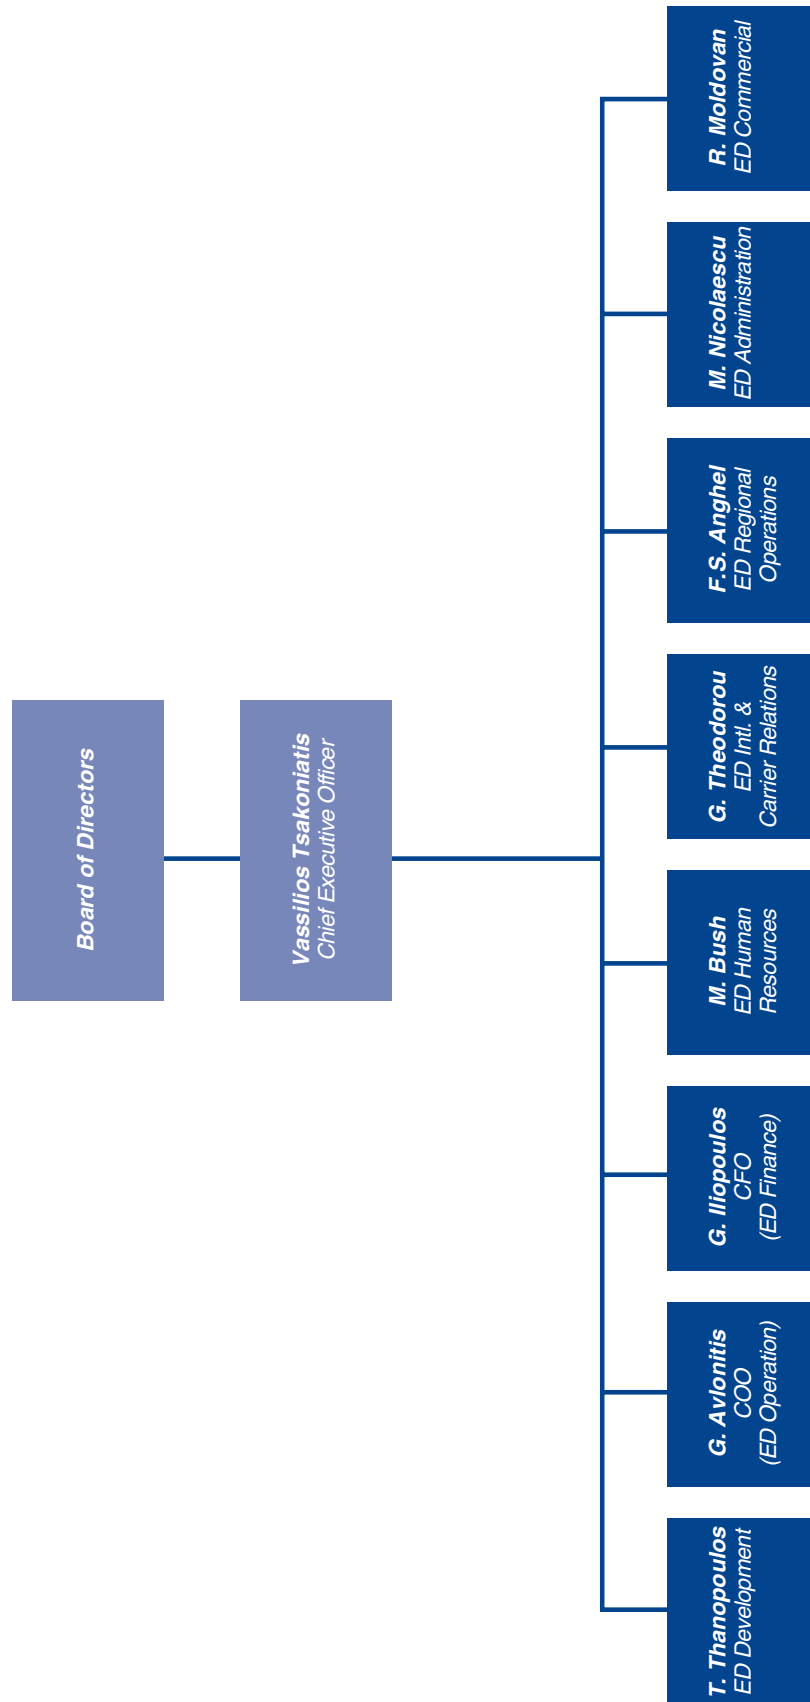 Board of Directors
Vassilios Tsakoniatis
Chief Executive Officer
T. Thanopoulos
ED Development
G. Avlonitis
COO
(ED Operation)
G. Iliopoulos
CFO
(ED Finance)
M. Bush
ED Human
Resources
G. Theodorou
ED Intl. &
Carrier Relations
F.S. Anghel
ED Regional
Operations
M. Nicolaescu
ED Administration
R. Moldovan
ED Commercial